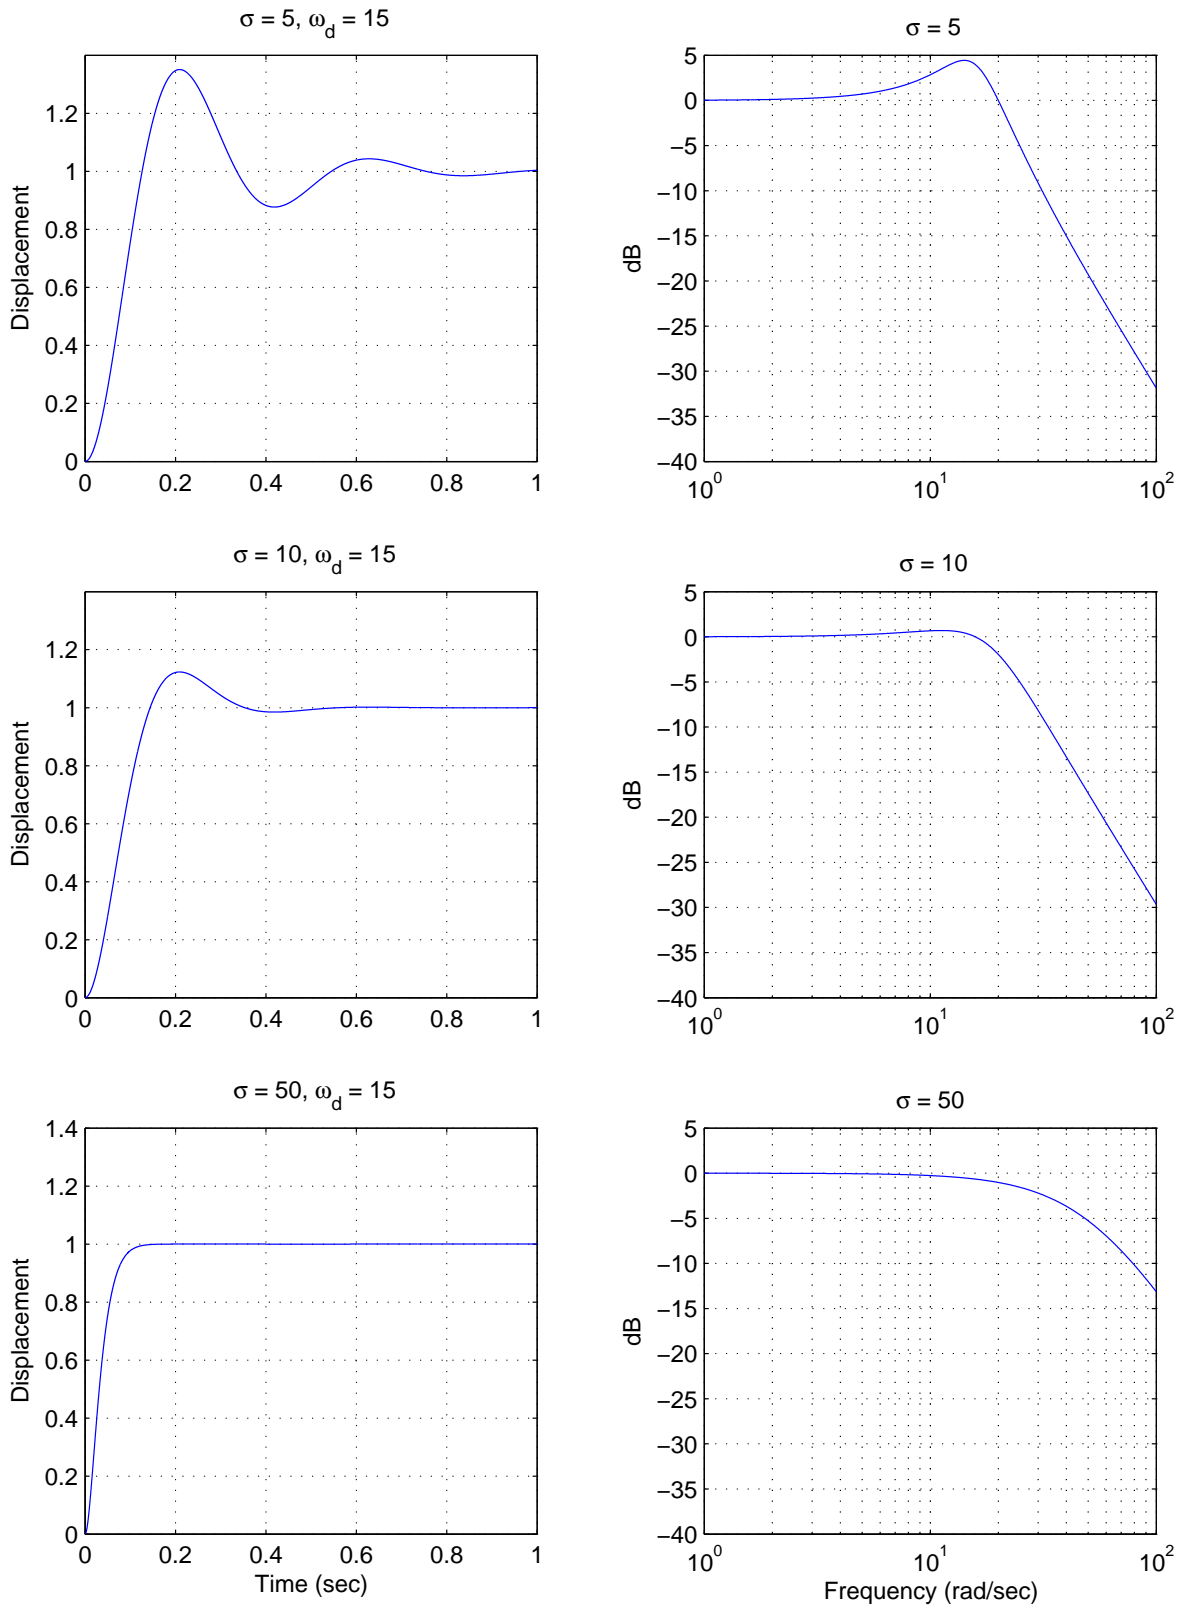 σ = 5, ω_d = 15
1.2
1
0.8
0.6
0.4
0.2
0
Displacement
0 0.2 0.4 0.6 0.8 1
σ = 5
5
0
−5
−10
−15
−20
−25
−30
−35
−40
dB
10^0 10^1 10^2
σ = 10, ω_d = 15
1.2
1
0.8
0.6
0.4
0.2
0
Displacement
0 0.2 0.4 0.6 0.8 1
σ = 10
5
0
−5
−10
−15
−20
−25
−30
−35
−40
dB
10^0 10^1 10^2
σ = 50, ω_d = 15
1.4
1.2
1
0.8
0.6
0.4
0.2
0
Displacement
0 0.2 0.4 0.6 0.8 1
Time (sec)
σ = 50
5
0
−5
−10
−15
−20
−25
−30
−35
−40
dB
10^0 10^1 10^2
Frequency (rad/sec)